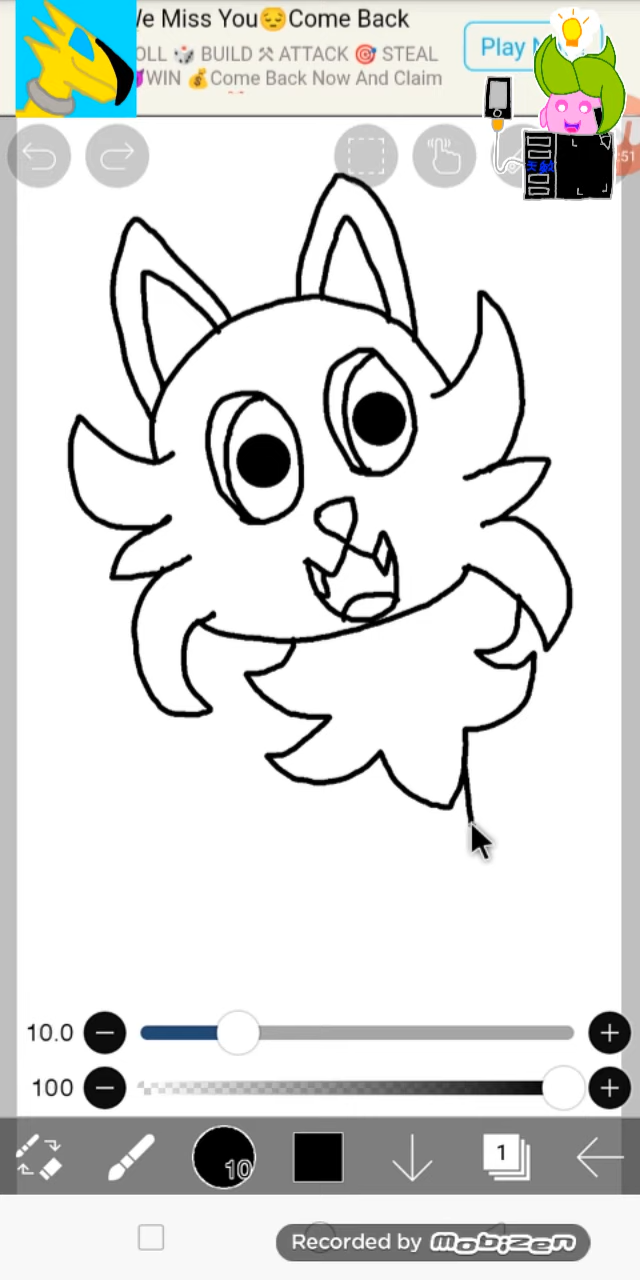 We Miss You😔Come Back
OLL 🎲 BUILD ⚒ ATTACK 🎯 STEAL
😈WIN 💰Come Back Now And Claim
Play
:51
10.0
100
10
1
Recorded by mobizen